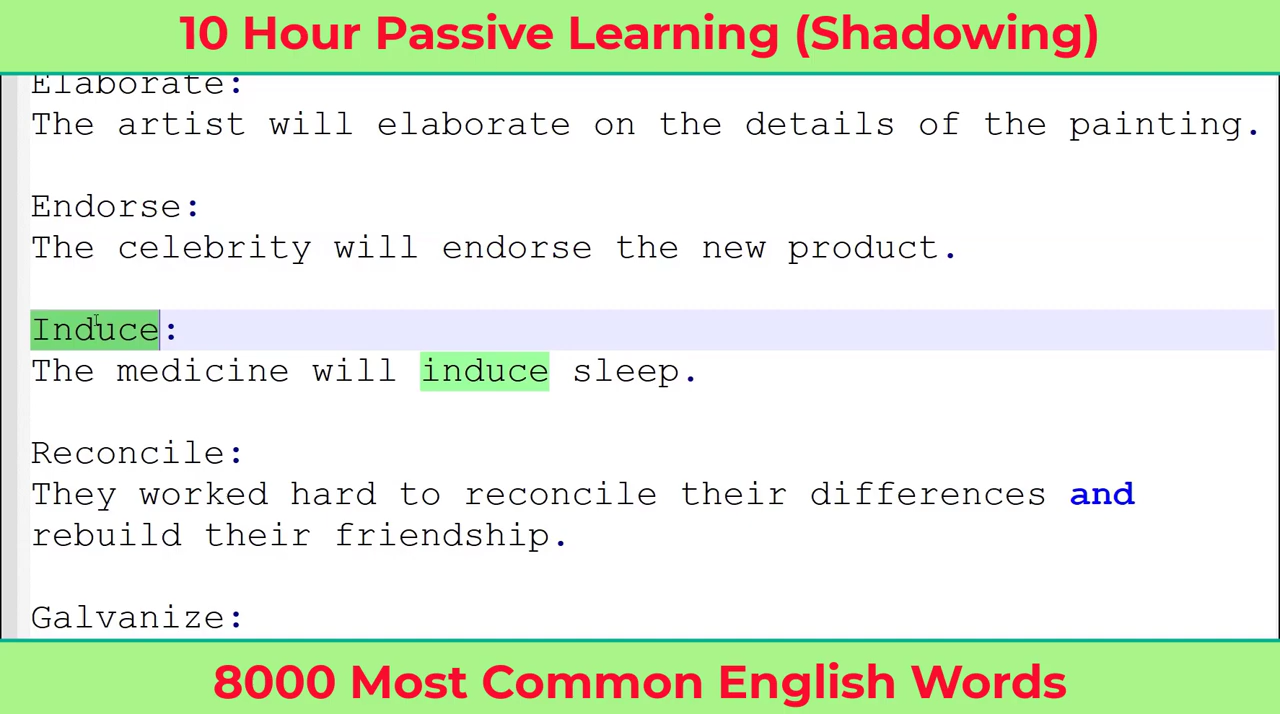 10 Hour Passive Learning (Shadowing)
Elaborate:
The artist will elaborate on the details of the painting.
Endorse:
The celebrity will endorse the new product.
Induce:
The medicine will induce sleep.
Reconcile:
They worked hard to reconcile their differences and
rebuild their friendship.
Galvanize:
8000 Most Common English Words